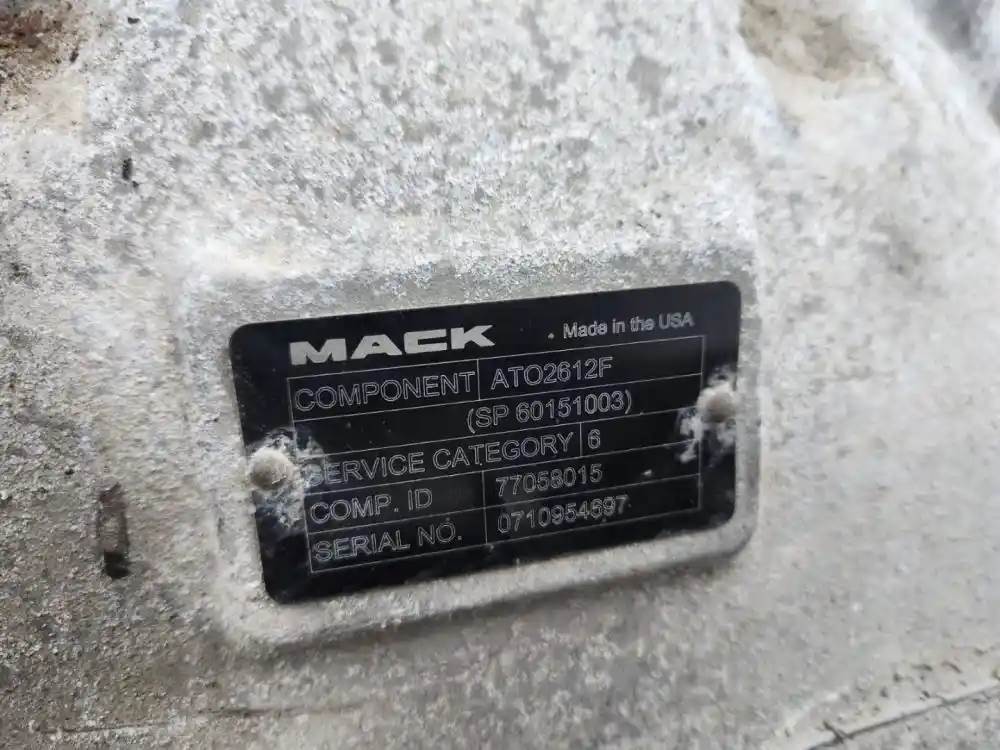 MACK Made in the USA
COMPONENT ATO2612F
(SP 60151003)
SERVICE CATEGORY 6
COMP. ID 77058015
SERIAL NO. 0710954697